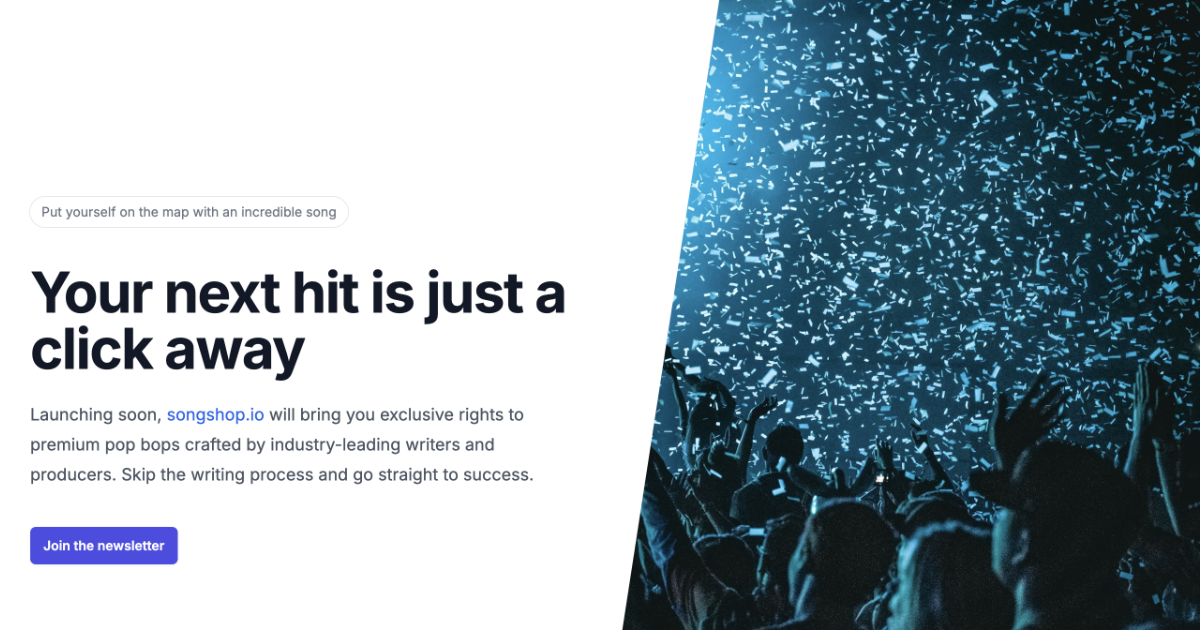 Put yourself on the map with an incredible song
Your next hit is just a
click away
Launching soon, songshop.io will bring you exclusive rights to
premium pop bops crafted by industry-leading writers and
producers. Skip the writing process and go straight to success.
Join the newsletter